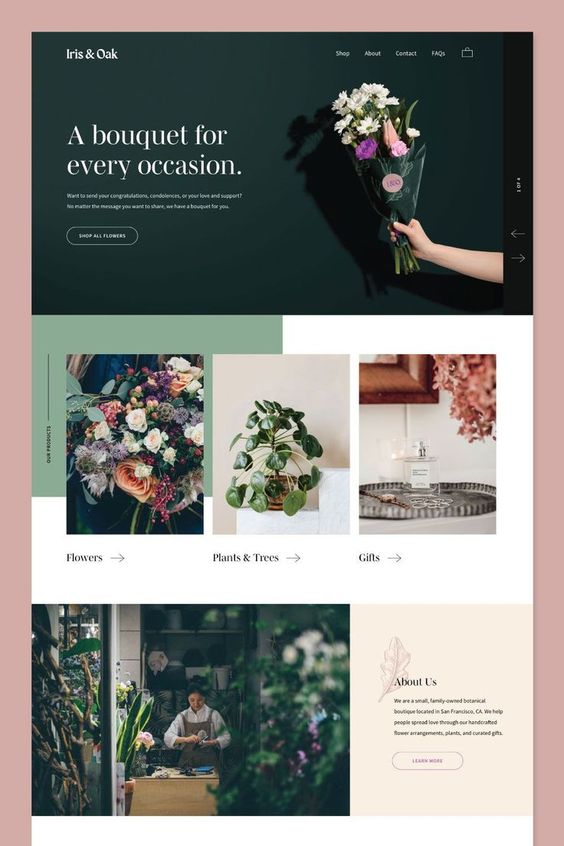 Iris & Oak
Shop About Contact FAQs
A bouquet for
every occasion.
Want to send your congratulations, condolences, or your love and support?
No matter the message you want to share, we have a bouquet for you.
SHOP ALL FLOWERS
1 OF 4
OUR PRODUCTS
Flowers
Plants & Trees
Gifts
About Us
We are a small, family-owned botanical
boutique located in San Francisco, CA. We help
people spread love through our handcrafted
flower arrangements, plants, and curated gifts.
LEARN MORE